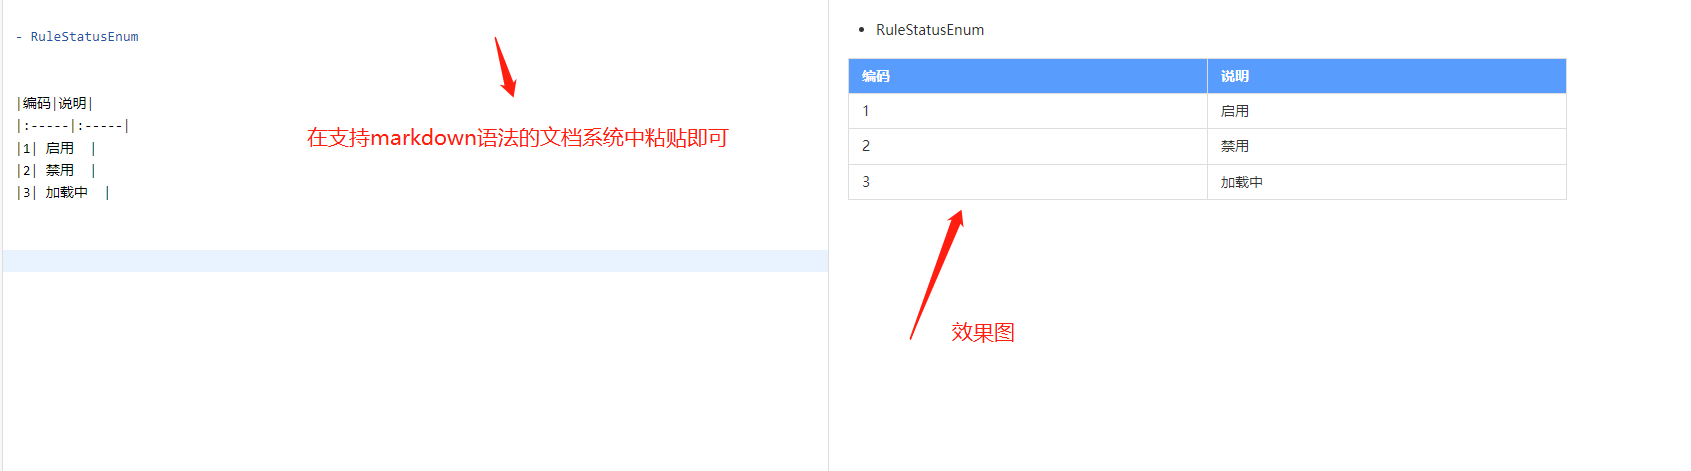 - RuleStatusEnum
|编码|说明|
|:-----|:-----|
|1| 启用  |
|2| 禁用  |
|3| 加载中  |
在支持markdown语法的文档系统中粘贴即可
• RuleStatusEnum
编码 说明
1 启用
2 禁用
3 加载中
效果图